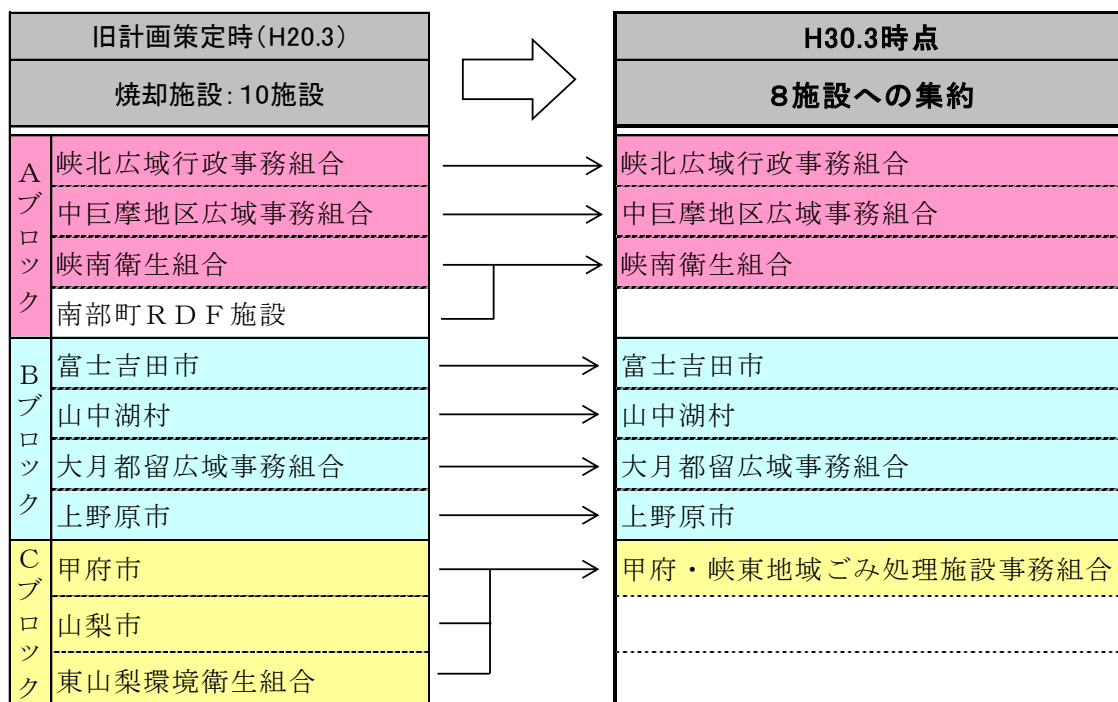 旧計画策定時(H20.3)
焼却施設：10施設
Aブロック
峡北広域行政事務組合
中巨摩地区広域事務組合
峡南衛生組合
南部町ＲＤＦ施設
Bブロック
富士吉田市
山中湖村
大月都留広域事務組合
上野原市
Cブロック
甲府市
山梨市
東山梨環境衛生組合
H30.3時点
８施設への集約
峡北広域行政事務組合
中巨摩地区広域事務組合
峡南衛生組合
富士吉田市
山中湖村
大月都留広域事務組合
上野原市
甲府・峡東地域ごみ処理施設事務組合